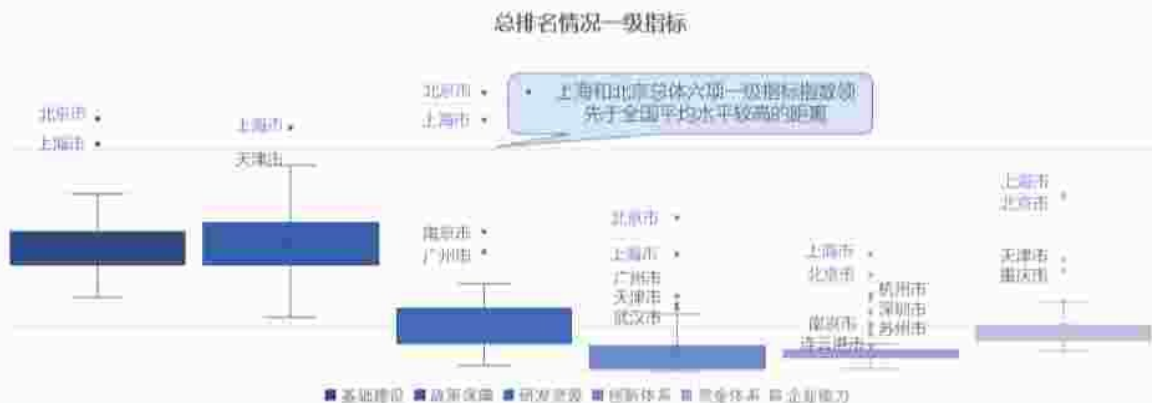 总排名情况一级指标
北京市
上海市
上海市
天津市
北京市
上海市
上海和北京总体六项一级指标指数领
先于全国平均水平较高的距离
南京市
广州市
北京市
上海市
广州市
天津市
武汉市
上海市
北京市
杭州市
深圳市
南京市
苏州市
连云港市
上海市
北京市
天津市
重庆市
基础建设 政策保障 研发资源 创新体系 产业体系 企业能力